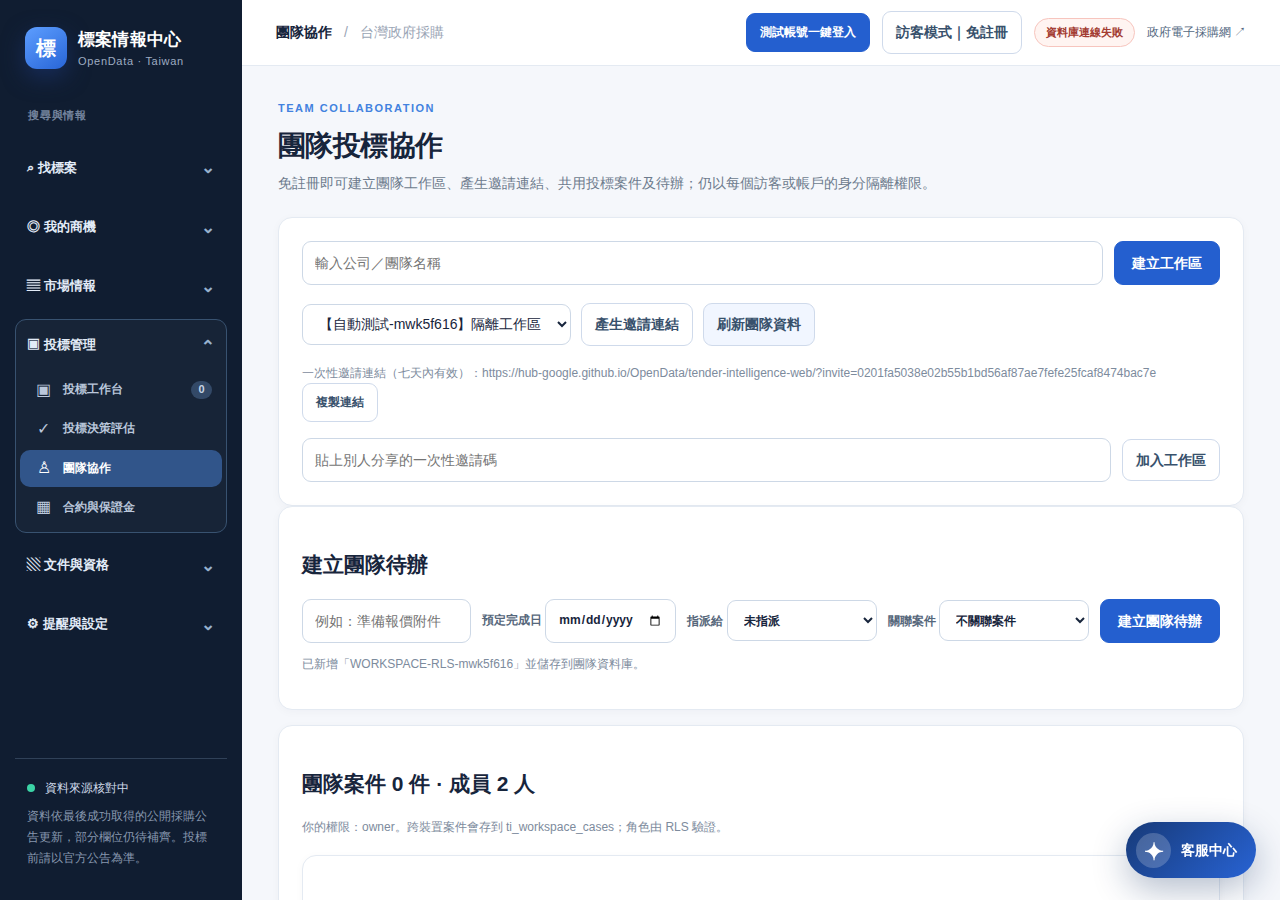 標
標案情報中心
OpenData · Taiwan
搜尋與情報
⌕ 找標案
◎ 我的商機
▤ 市場情報
▣ 投標管理
▣ 投標工作台 0
✓ 投標決策評估
♙ 團隊協作
▦ 合約與保證金
▧ 文件與資格
⚙ 提醒與設定
資料來源核對中
資料依最後成功取得的公開採購公
告更新，部分欄位仍待補齊。投標
前請以官方公告為準。
團隊協作 / 台灣政府採購
測試帳號一鍵登入
訪客模式｜免註冊
資料庫連線失敗
政府電子採購網 ↗
TEAM COLLABORATION
團隊投標協作
免註冊即可建立團隊工作區、產生邀請連結、共用投標案件及待辦；仍以每個訪客或帳戶的身分隔離權限。
輸入公司／團隊名稱
建立工作區
【自動測試-mwk5f616】隔離工作區
產生邀請連結
刷新團隊資料
一次性邀請連結（七天內有效）：https://hub-google.github.io/OpenData/tender-intelligence-web/?invite=0201fa5038e02b55b1bd56af87ae7fefe25fcaf8474bac7e
複製連結
貼上別人分享的一次性邀請碼
加入工作區
建立團隊待辦
例如：準備報價附件
預定完成日 mm/dd/yyyy
指派給 未指派
關聯案件 不關聯案件
建立團隊待辦
已新增「WORKSPACE-RLS-mwk5f616」並儲存到團隊資料庫。
團隊案件 0 件 · 成員 2 人
你的權限：owner。跨裝置案件會存到 ti_workspace_cases；角色由 RLS 驗證。
客服中心